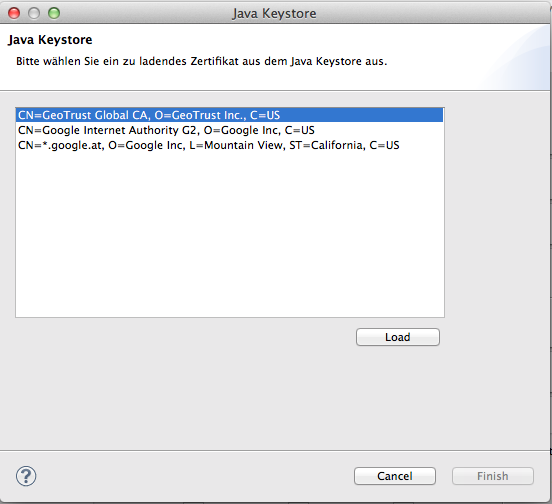 Java Keystore
Java Keystore
Bitte wählen Sie ein zu ladendes Zertifikat aus dem Java Keystore aus.
CN=GeoTrust Global CA, O=GeoTrust Inc., C=US
CN=Google Internet Authority G2, O=Google Inc, C=US
CN=*.google.at, O=Google Inc, L=Mountain View, ST=California, C=US
Load
?
Cancel
Finish